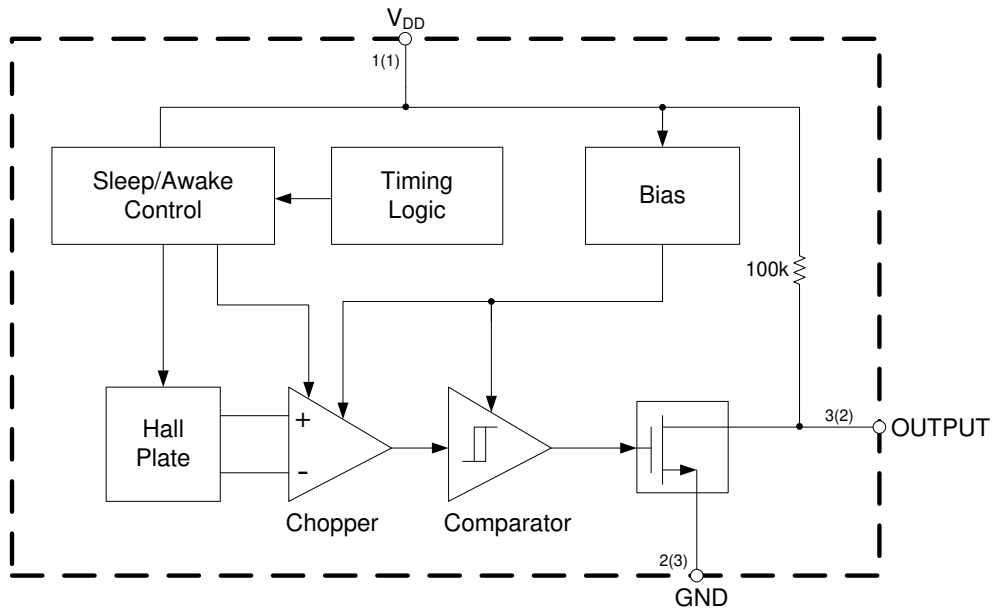 VDD
1(1)
Sleep/Awake
Control
Timing
Logic
Bias
100k
Hall
Plate
+
-
Chopper
Comparator
3(2)
OUTPUT
2(3)
GND